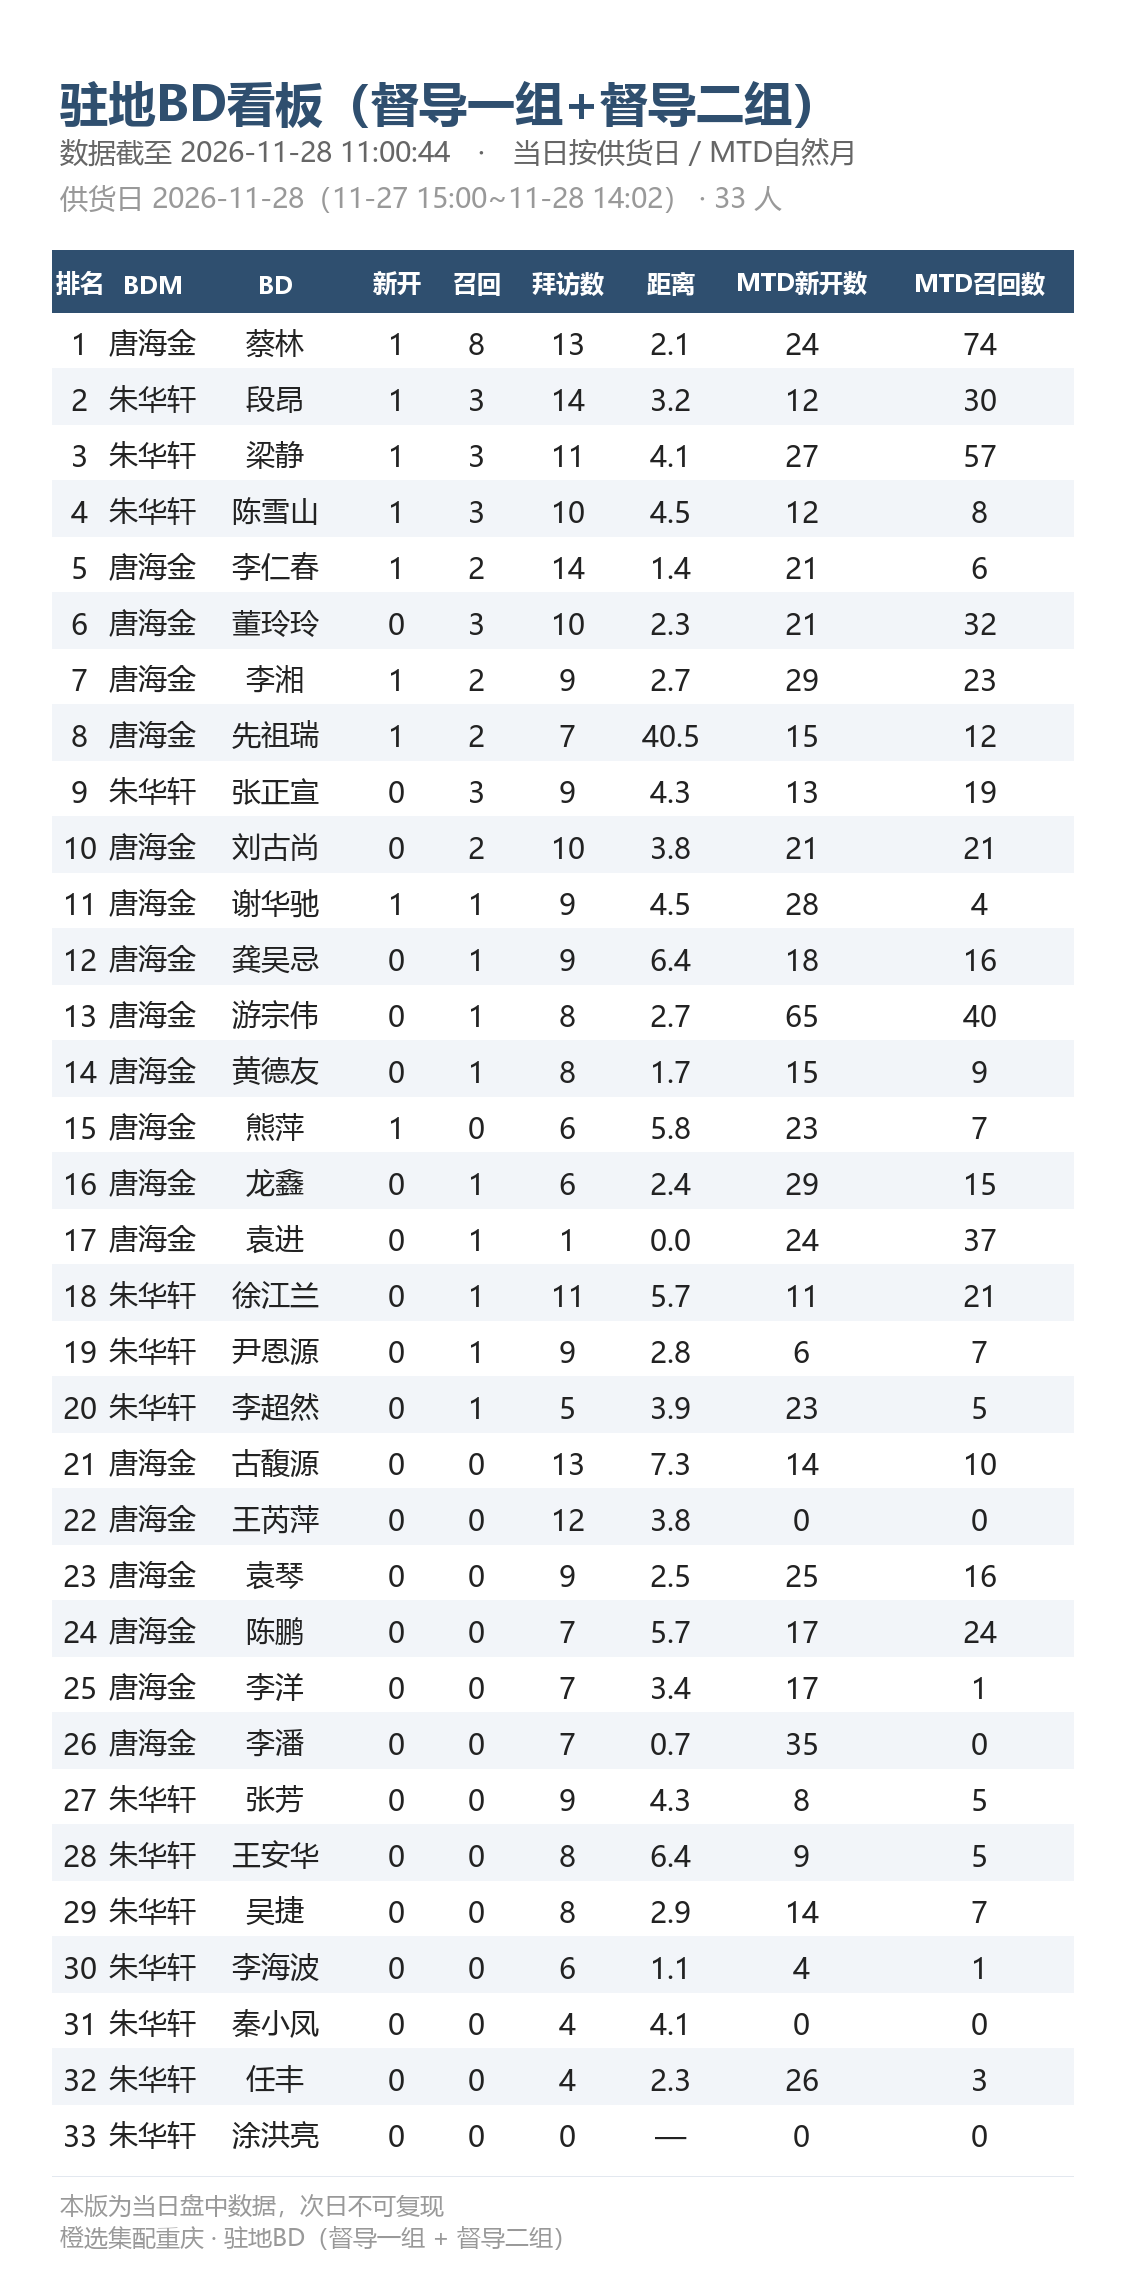 驻地BD看板（督导一组+督导二组）
数据截至 2026-11-28 11:00:44 · 当日按供货日 / MTD自然月
供货日 2026-11-28（11-27 15:00~11-28 14:02） · 33 人
排名 BDM BD 新开 召回 拜访数 距离 MTD新开数 MTD召回数
1 唐海金 蔡林 1 8 13 2.1 24 74
2 朱华轩 段昂 1 3 14 3.2 12 30
3 朱华轩 梁静 1 3 11 4.1 27 57
4 朱华轩 陈雪山 1 3 10 4.5 12 8
5 唐海金 李仁春 1 2 14 1.4 21 6
6 唐海金 董玲玲 0 3 10 2.3 21 32
7 唐海金 李湘 1 2 9 2.7 29 23
8 唐海金 先祖瑞 1 2 7 40.5 15 12
9 朱华轩 张正宣 0 3 9 4.3 13 19
10 唐海金 刘古尚 0 2 10 3.8 21 21
11 唐海金 谢华驰 1 1 9 4.5 28 4
12 唐海金 龚吴忌 0 1 9 6.4 18 16
13 唐海金 游宗伟 0 1 8 2.7 65 40
14 唐海金 黄德友 0 1 8 1.7 15 9
15 唐海金 熊萍 1 0 6 5.8 23 7
16 唐海金 龙鑫 0 1 6 2.4 29 15
17 唐海金 袁进 0 1 1 0.0 24 37
18 朱华轩 徐江兰 0 1 11 5.7 11 21
19 朱华轩 尹恩源 0 1 9 2.8 6 7
20 朱华轩 李超然 0 1 5 3.9 23 5
21 唐海金 古馥源 0 0 13 7.3 14 10
22 唐海金 王芮萍 0 0 12 3.8 0 0
23 唐海金 袁琴 0 0 9 2.5 25 16
24 唐海金 陈鹏 0 0 7 5.7 17 24
25 唐海金 李洋 0 0 7 3.4 17 1
26 唐海金 李潘 0 0 7 0.7 35 0
27 朱华轩 张芳 0 0 9 4.3 8 5
28 朱华轩 王安华 0 0 8 6.4 9 5
29 朱华轩 吴捷 0 0 8 2.9 14 7
30 朱华轩 李海波 0 0 6 1.1 4 1
31 朱华轩 秦小凤 0 0 4 4.1 0 0
32 朱华轩 任丰 0 0 4 2.3 26 3
33 朱华轩 涂洪亮 0 0 0 — 0 0
本版为当日盘中数据，次日不可复现
橙选集配重庆 · 驻地BD（督导一组 + 督导二组）